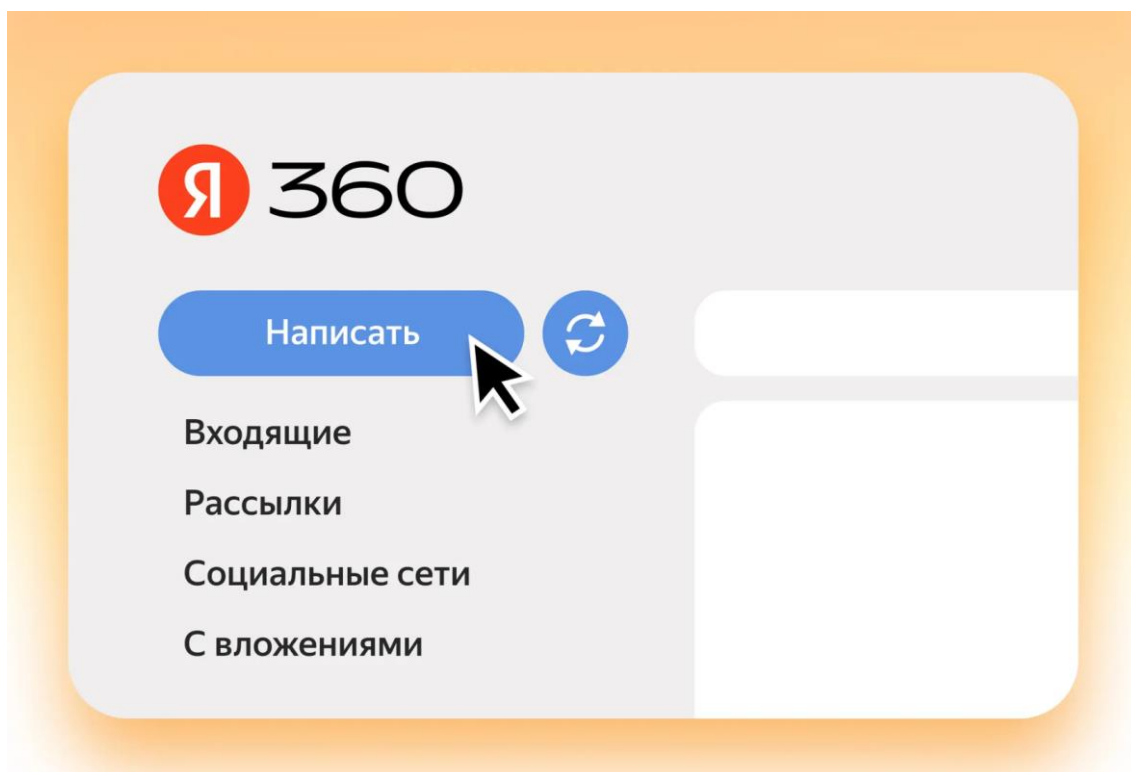 Я 360
Написать
Входящие
Рассылки
Социальные сети
С вложениями